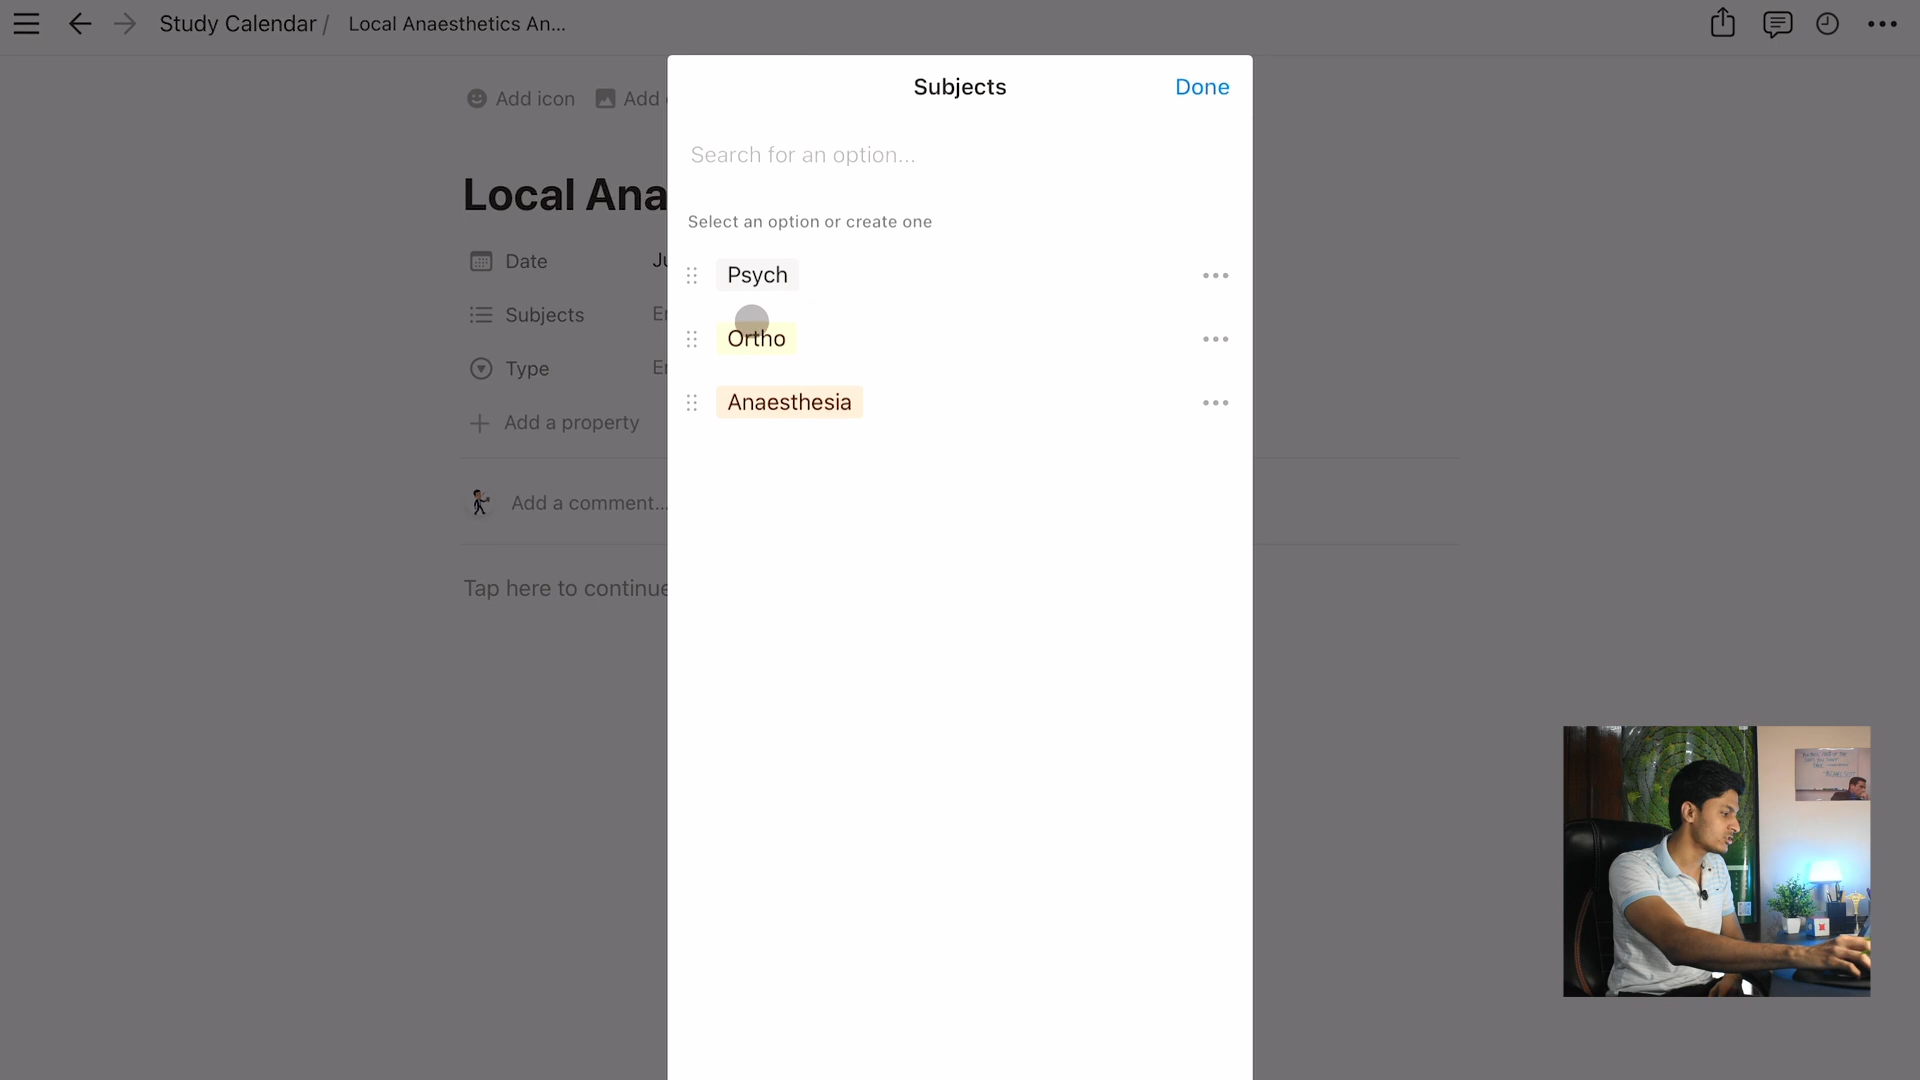 Study Calendar / Local Anaesthetics An...
Add icon Add
Subjects
Done
Search for an option...
Local Ana
Select an option or create one
Date
Psych
Subjects
Ortho
Type
Anaesthesia
Add a property
Add a comment...
Tap here to continue